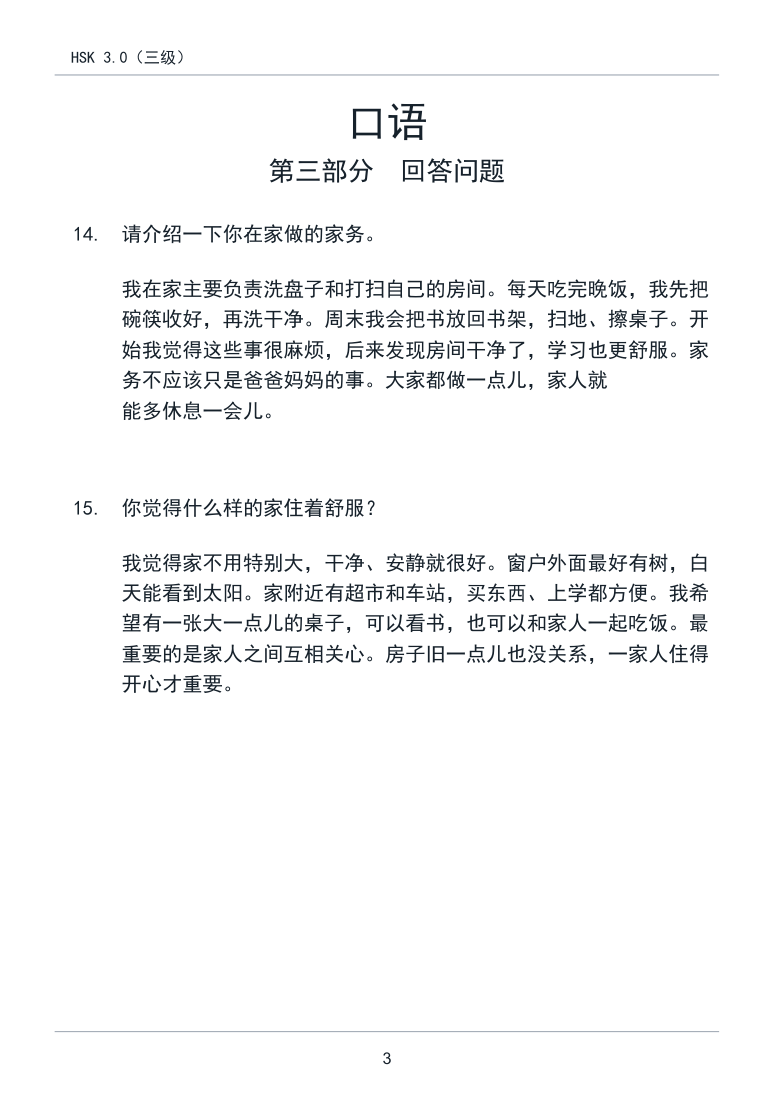 HSK 3.0（三级）
口语
第三部分　回答问题
14. 请介绍一下你在家做的家务。
我在家主要负责洗盘子和打扫自己的房间。每天吃完晚饭，我先把
碗筷收好，再洗干净。周末我会把书放回书架，扫地、擦桌子。开
始我觉得这些事很麻烦，后来发现房间干净了，学习也更舒服。家
务不应该只是爸爸妈妈的事。大家都做一点儿，家人就
能多休息一会儿。
15. 你觉得什么样的家住着舒服？
我觉得家不用特别大，干净、安静就很好。窗户外面最好有树，白
天能看到太阳。家附近有超市和车站，买东西、上学都方便。我希
望有一张大一点儿的桌子，可以看书，也可以和家人一起吃饭。最
重要的是家人之间互相关心。房子旧一点儿也没关系，一家人住得
开心才重要。
3